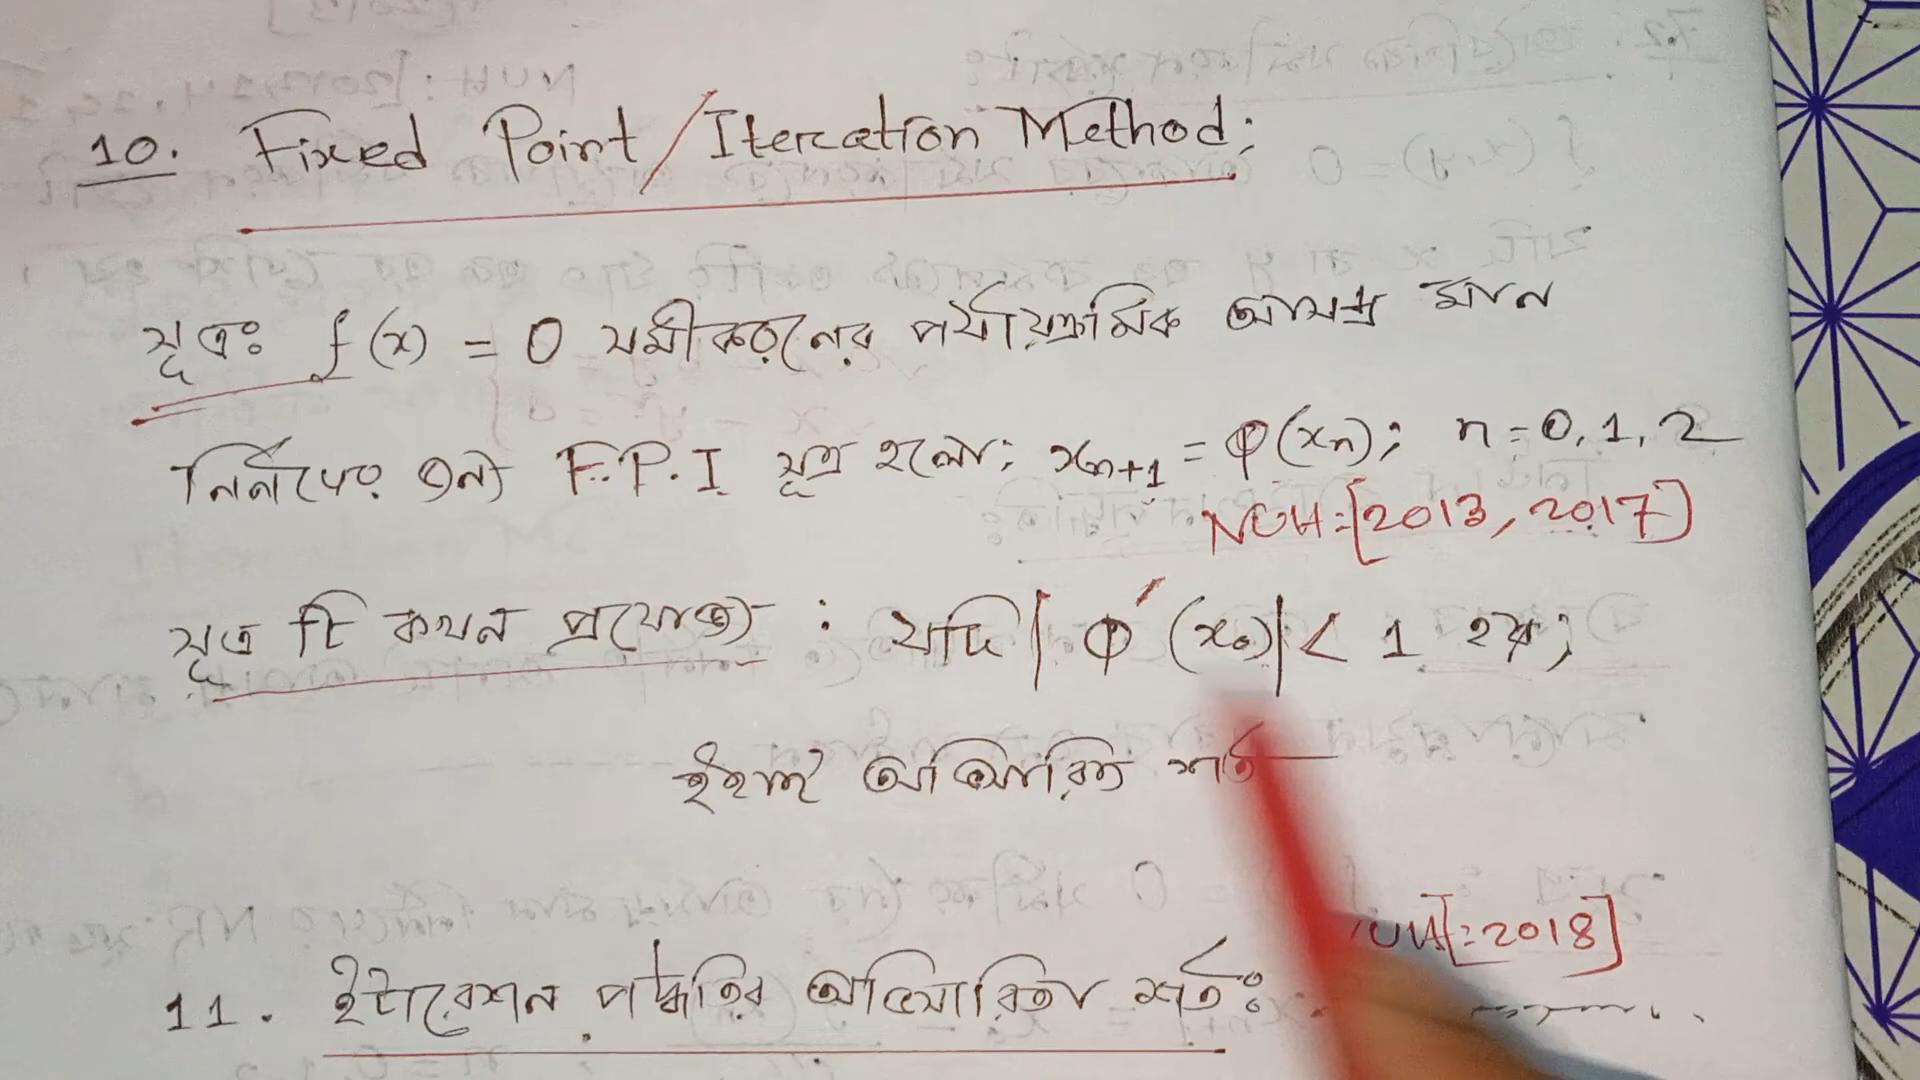 10. Fixed Point / Iteration Method:
সূত্রঃ f(x) = 0 সমীকরণের পর্যায়ক্রমিক আসন্ন মান
নির্ণয়ের জন্য F.P.I সূত্র হলো: xn+1 = φ(xn); n = 0, 1, 2
NUH:[2013, 2017]
সূত্র টি কখন প্রযোজ্য : যদি |φ′(x₀)| < 1 হয়;
ইহাই অভিসারিতা শর্ত
NUH[:2018]
11. ইটারেশন পদ্ধতির অভিসারিতা শর্তঃ